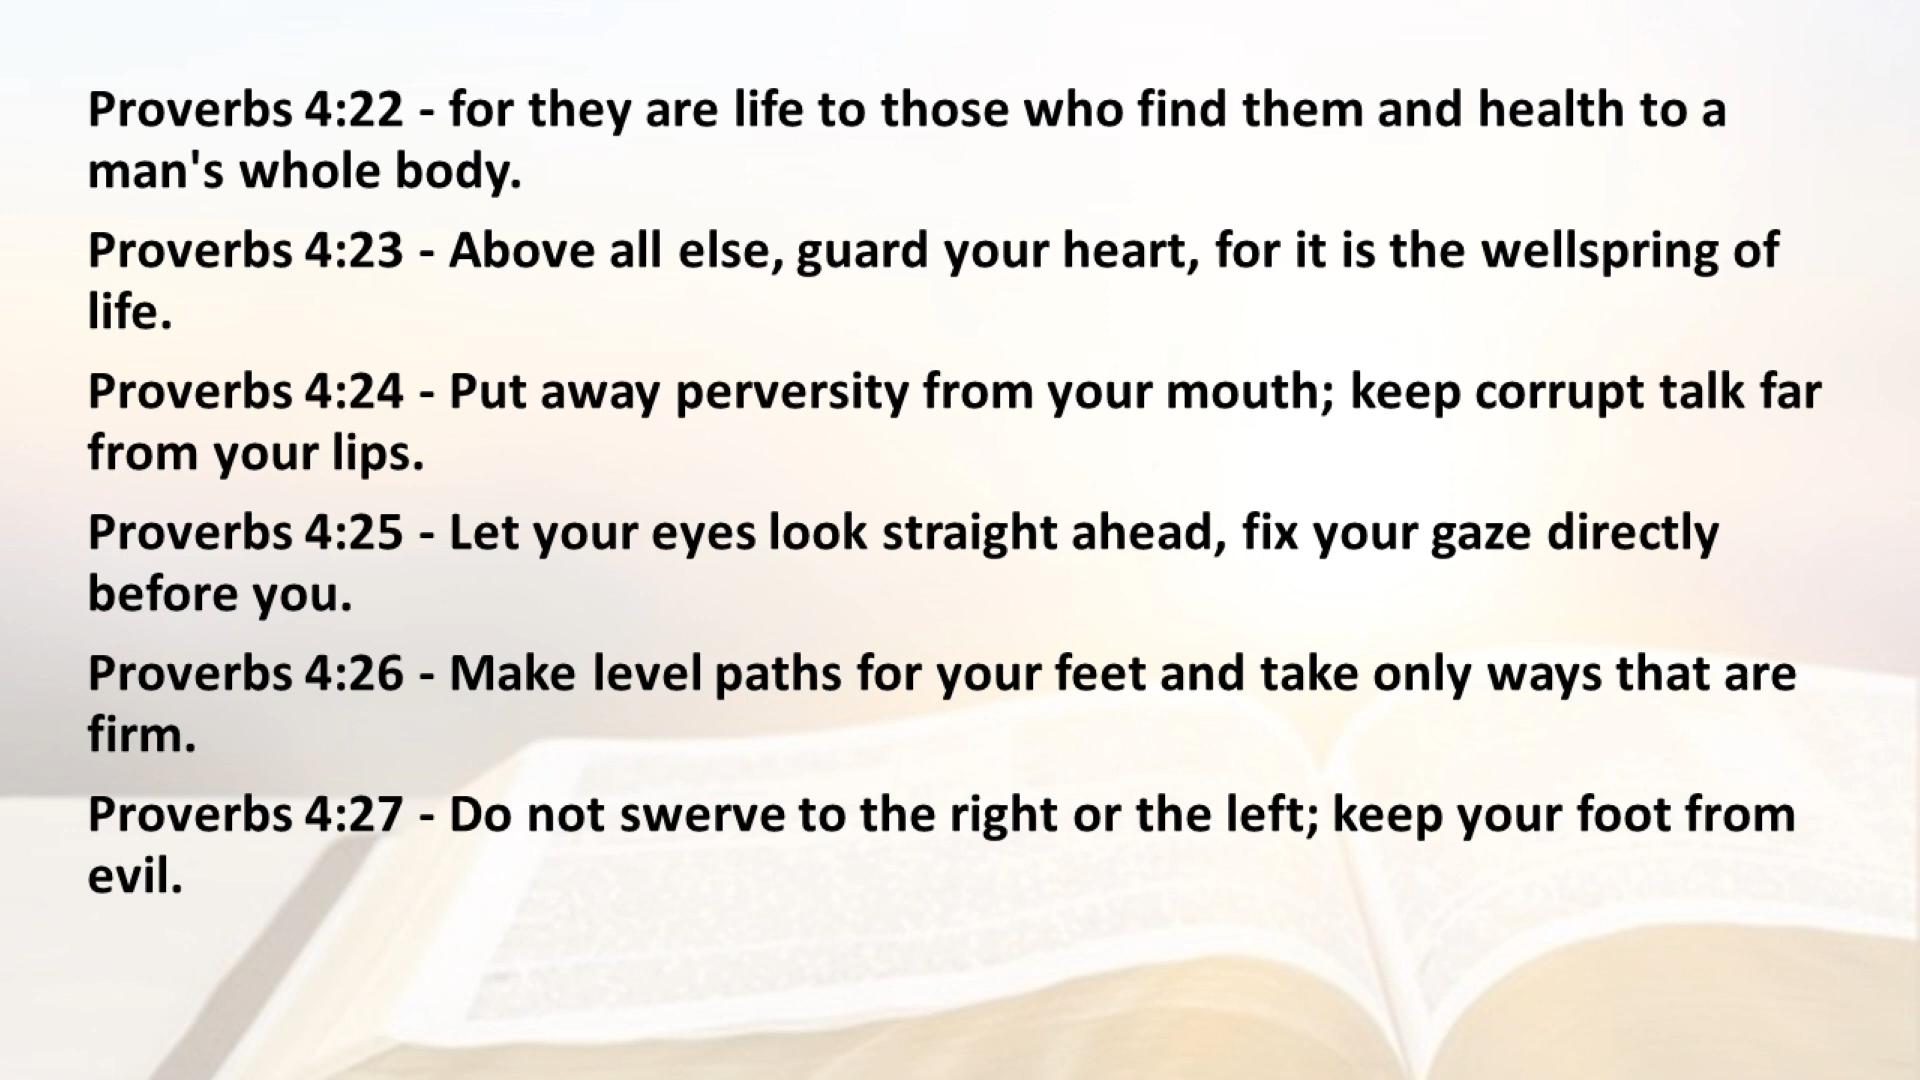 Proverbs 4:22 - for they are life to those who find them and health to a
man's whole body.
Proverbs 4:23 - Above all else, guard your heart, for it is the wellspring of
life.
Proverbs 4:24 - Put away perversity from your mouth; keep corrupt talk far
from your lips.
Proverbs 4:25 - Let your eyes look straight ahead, fix your gaze directly
before you.
Proverbs 4:26 - Make level paths for your feet and take only ways that are
firm.
Proverbs 4:27 - Do not swerve to the right or the left; keep your foot from
evil.